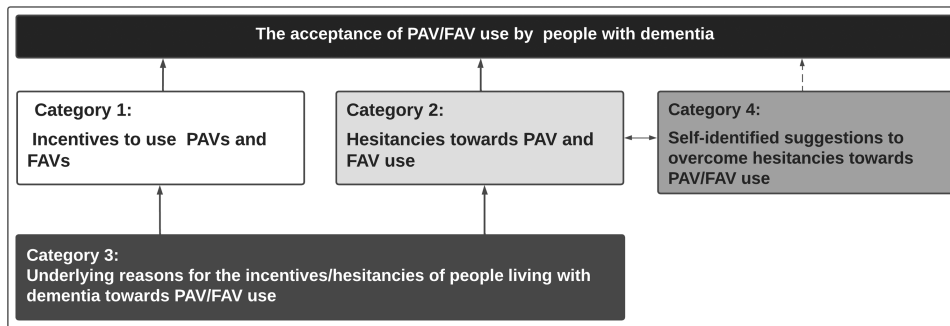 The acceptance of PAV/FAV use by people with dementia
Category 1:
Incentives to use PAVs and
FAVs
Category 2:
Hesitancies towards PAV and
FAV use
Category 4:
Self-identified suggestions to
overcome hesitancies towards
PAV/FAV use
Category 3:
Underlying reasons for the incentives/hesitancies of people living with
dementia towards PAV/FAV use